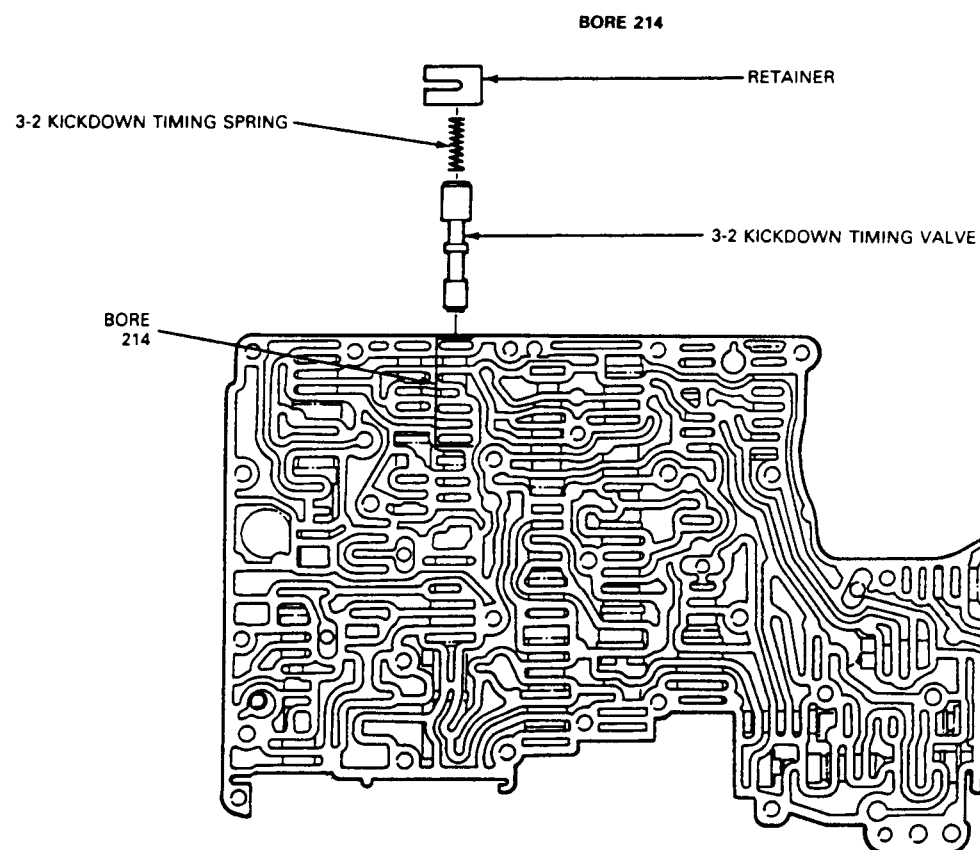 BORE 214
RETAINER
3-2 KICKDOWN TIMING SPRING
3-2 KICKDOWN TIMING VALVE
BORE
214